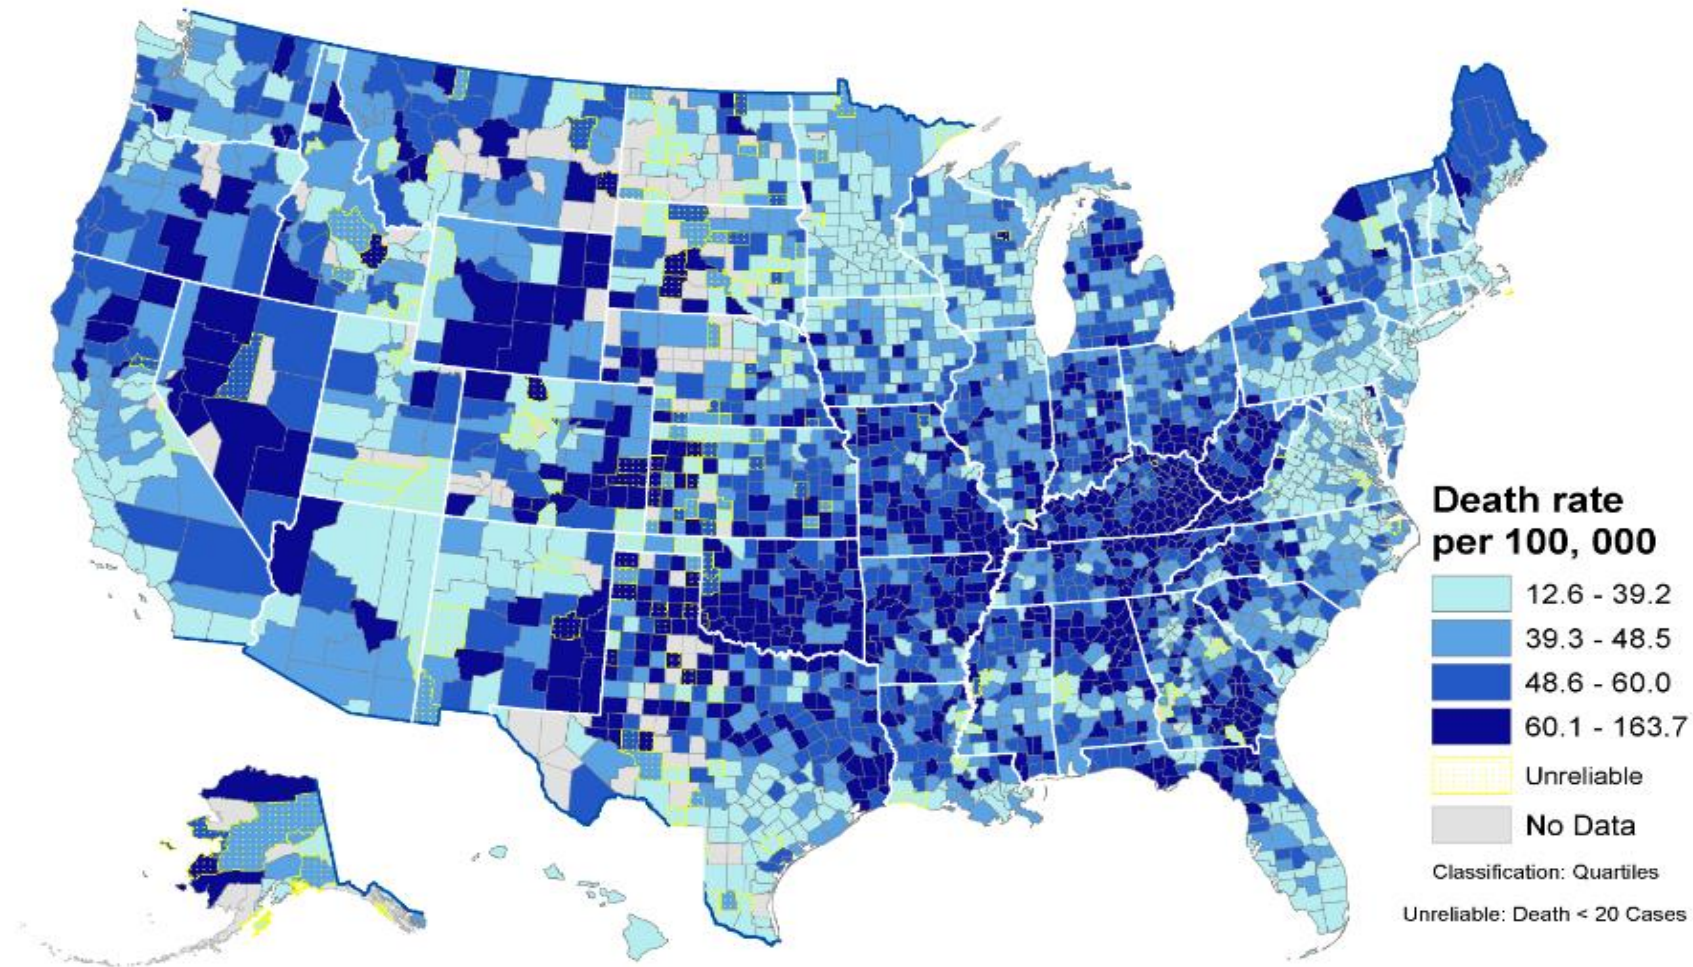 Death rate
per 100, 000
12.6 - 39.2
39.3 - 48.5
48.6 - 60.0
60.1 - 163.7
Unreliable
No Data
Classification: Quartiles
Unreliable: Death < 20 Cases